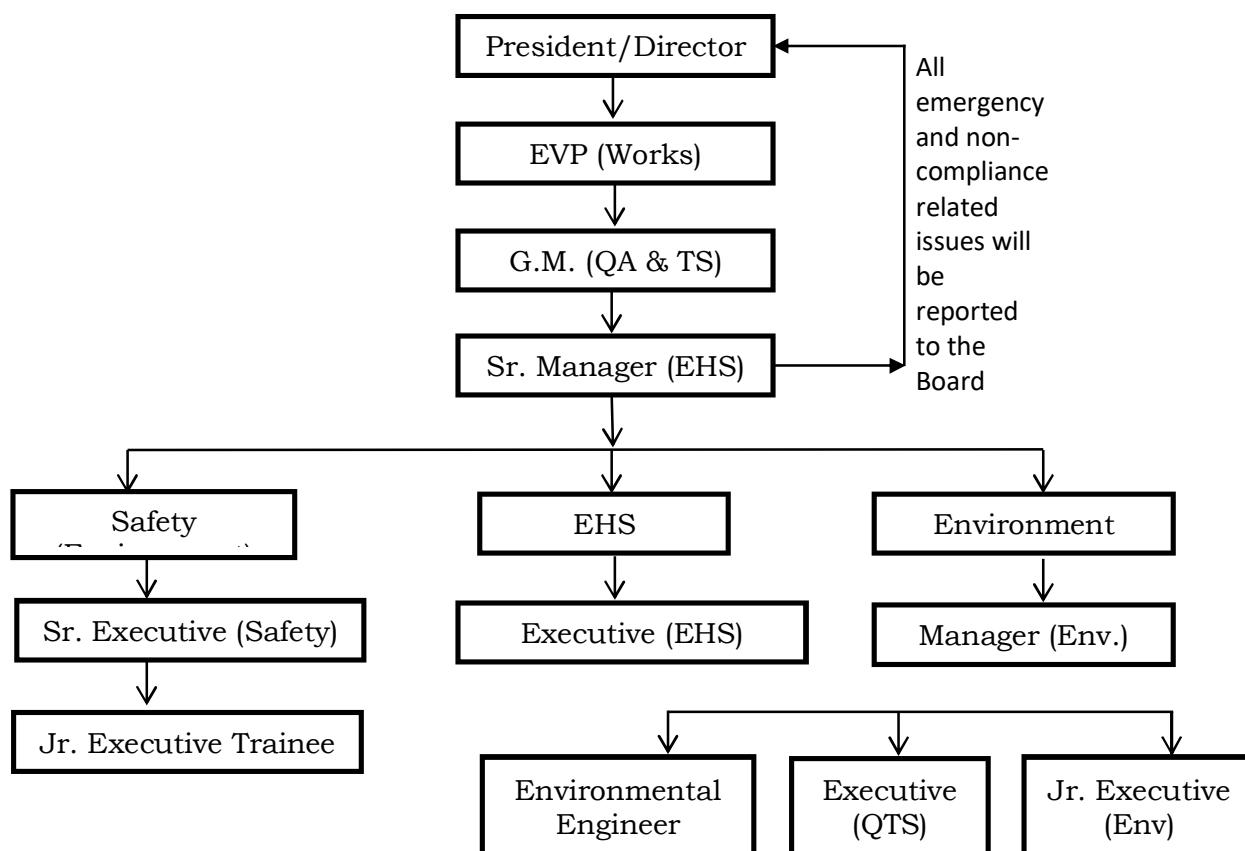 President/Director
All
emergency
and non-
compliance
related
issues will
be
reported
to the
Board
EVP (Works)
G.M. (QA & TS)
Sr. Manager (EHS)
Safety
EHS
Environment
Sr. Executive (Safety)
Executive (EHS)
Manager (Env.)
Jr. Executive Trainee
Environmental
Engineer
Executive
(QTS)
Jr. Executive
(Env)